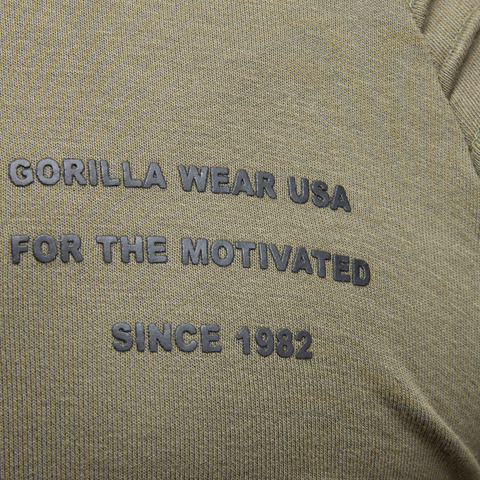 GORILLA WEAR USA
FOR THE MOTIVATED
SINCE 1982